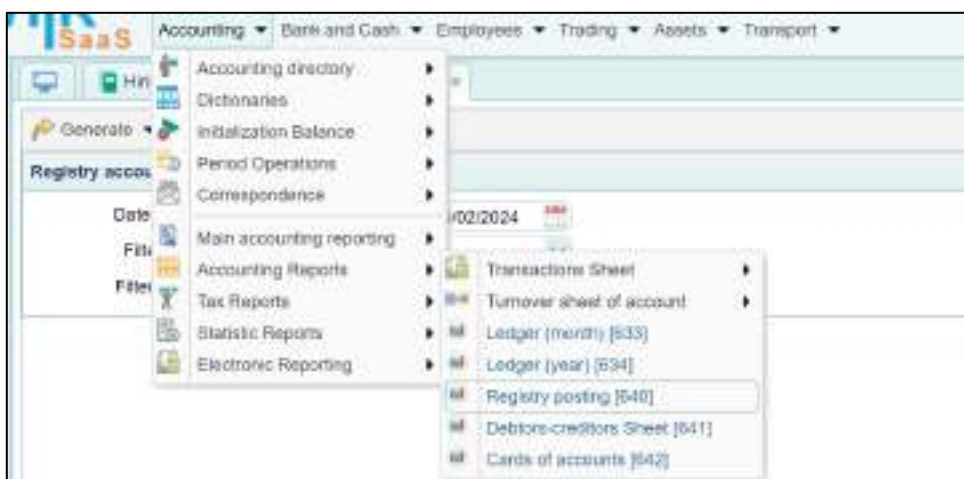 SaaS
Accounting Bank and Cash Employees Trading Assets Transport
Hiri
Generate
Registry accou
Date
Filte
Filter
/02/2024
Accounting directory
Dictionaries
Initialization Balance
Period Operations
Correspondence
Main accounting reporting
Accounting Reports
Tax Reports
Statistic Reports
Electronic Reporting
Transactions Sheet
Turnover sheet of account
Ledger (month) [633]
Ledger (year) [634]
Registry posting [640]
Debtors-creditors Sheet [641]
Cards of accounts [642]